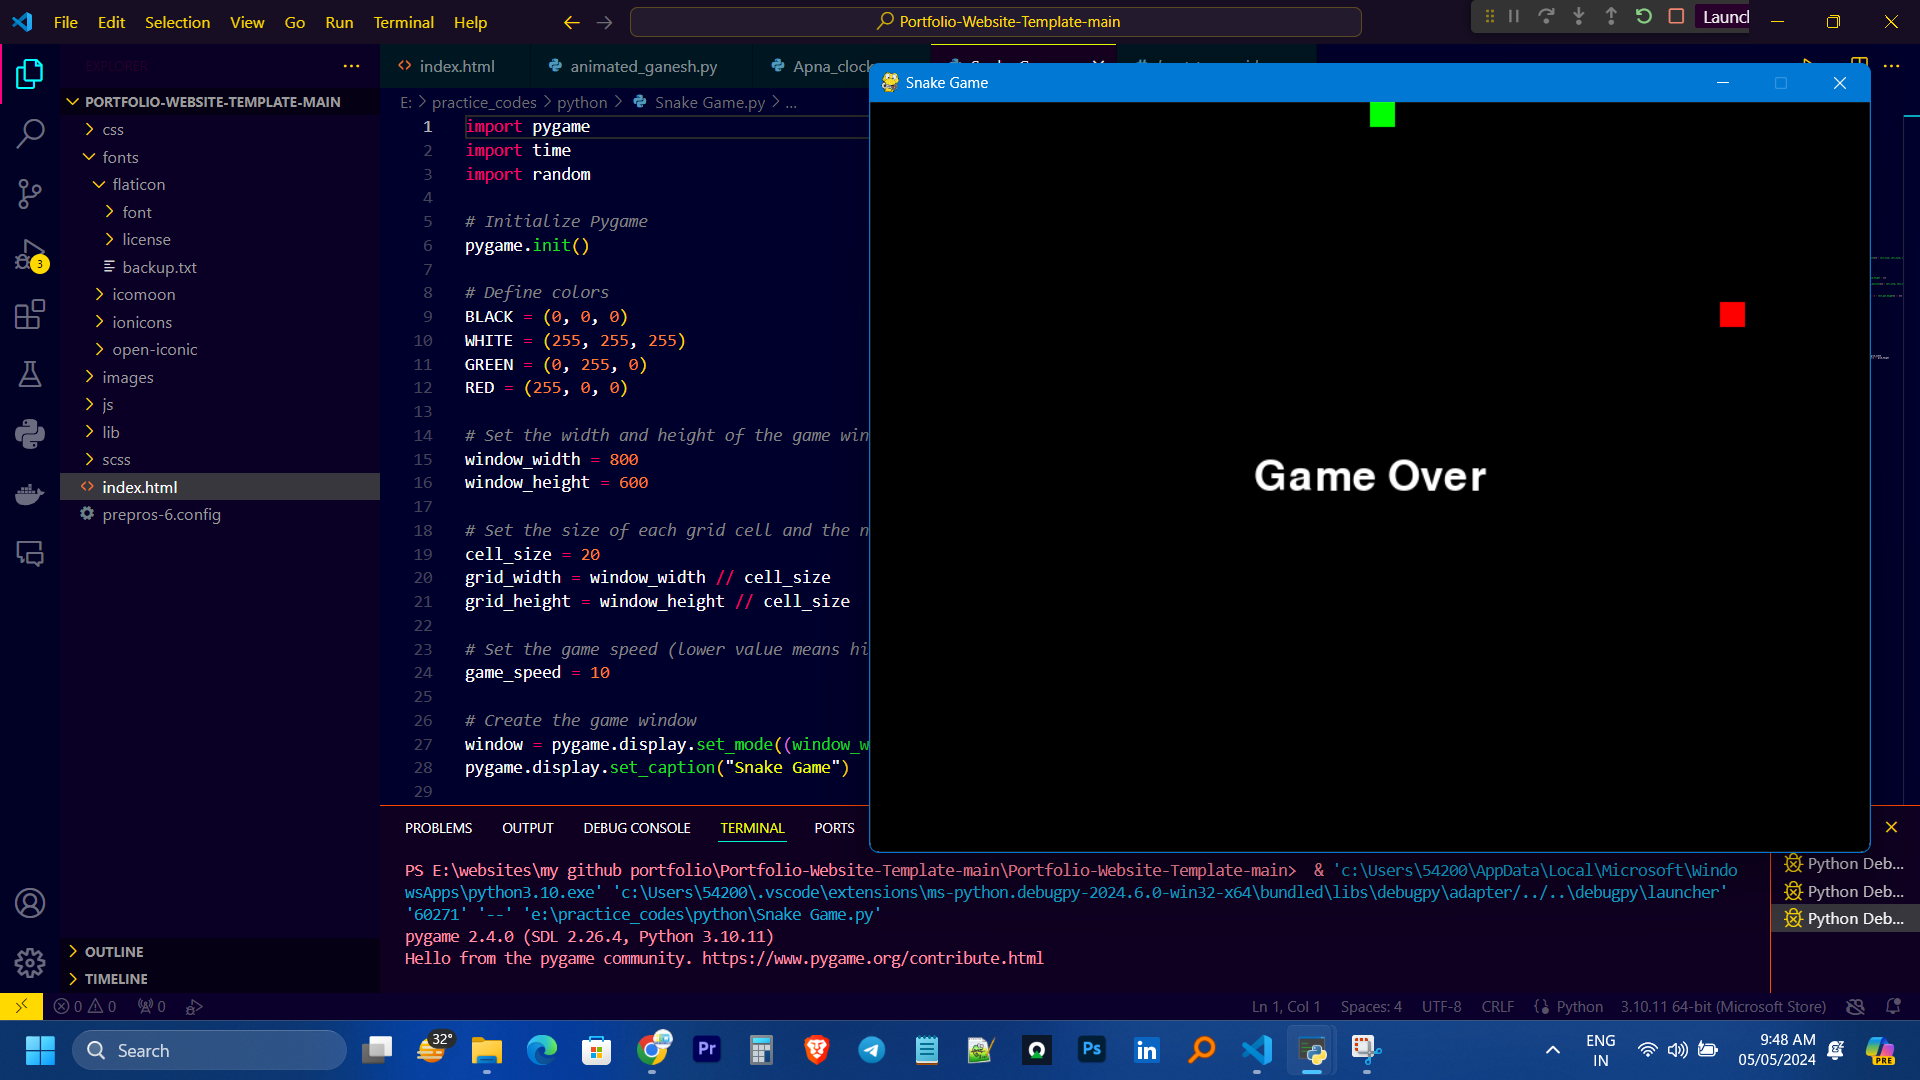 File Edit Selection View Go Run Terminal Help
Portfolio-Website-Template-main
Launch
EXPLORER
index.html
animated_ganesh.py
Apna_clock
PORTFOLIO-WEBSITE-TEMPLATE-MAIN
css
fonts
flaticon
font
license
backup.txt
icomoon
ionicons
open-iconic
images
js
lib
scss
index.html
prepros-6.config
OUTLINE
TIMELINE
3
E: > practice_codes > python > Snake Game.py > ...
1 import pygame
2 import time
3 import random
4
5 # Initialize Pygame
6 pygame.init()
7
8 # Define colors
9 BLACK = (0, 0, 0)
10 WHITE = (255, 255, 255)
11 GREEN = (0, 255, 0)
12 RED = (255, 0, 0)
13
14 # Set the width and height of the game win
15 window_width = 800
16 window_height = 600
17
18 # Set the size of each grid cell and the n
19 cell_size = 20
20 grid_width = window_width // cell_size
21 grid_height = window_height // cell_size
22
23 # Set the game speed (lower value means hi
24 game_speed = 10
25
26 # Create the game window
27 window = pygame.display.set_mode((window_w
28 pygame.display.set_caption("Snake Game")
29
Snake Game
Game Over
PROBLEMS OUTPUT DEBUG CONSOLE TERMINAL PORTS
PS E:\websites\my github portfolio\Portfolio-Website-Template-main\Portfolio-Website-Template-main> & 'c:\Users\54200\AppData\Local\Microsoft\Windo
wsApps\python3.10.exe' 'c:\Users\54200\.vscode\extensions\ms-python.debugpy-2024.6.0-win32-x64\bundled\libs\debugpy\adapter/../..\debugpy\launcher'
'60271' '--' 'e:\practice_codes\python\Snake Game.py'
pygame 2.4.0 (SDL 2.26.4, Python 3.10.11)
Hello from the pygame community. https://www.pygame.org/contribute.html
Python Deb...
Python Deb...
Python Deb...
0 0 0
Ln 1, Col 1 Spaces: 4 UTF-8 CRLF Python 3.10.11 64-bit (Microsoft Store)
Search
32°
Pr
Ps
in
ENG
IN
9:48 AM
05/05/2024
PRE